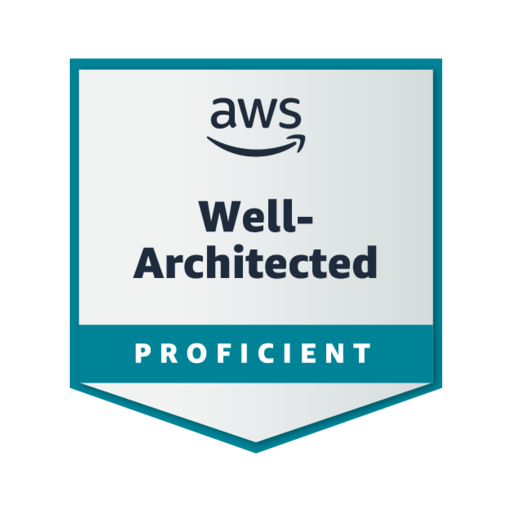 aws
Well-
Architected
PROFICIENT